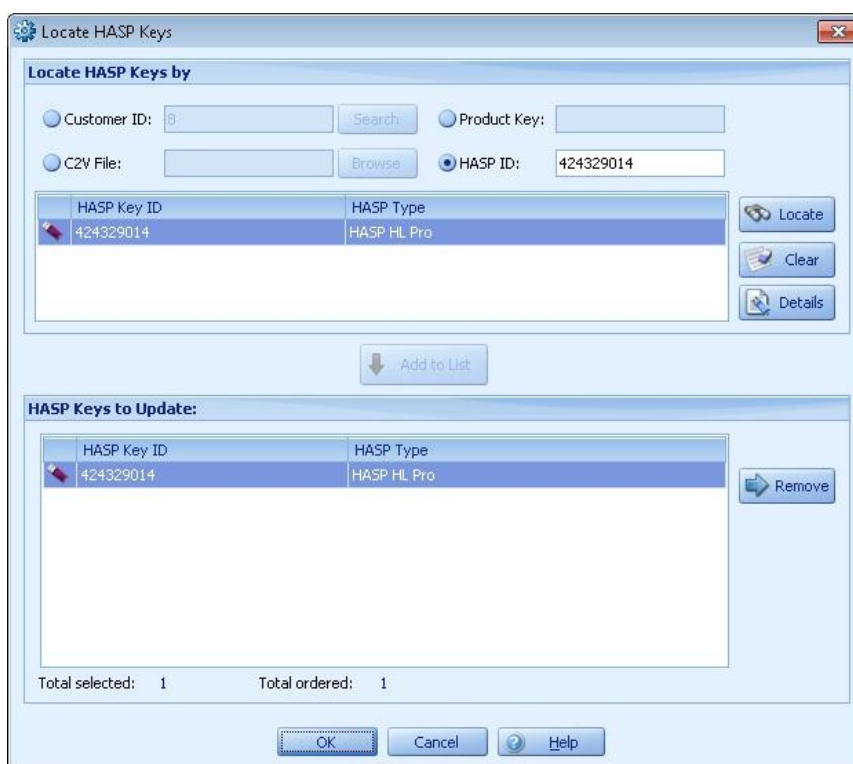 Locate HASP Keys
Locate HASP Keys by
Customer ID: 8 Search Product Key:
C2V File: Browse HASP ID: 424329014
HASP Key ID HASP Type
424329014 HASP HL Pro
Locate
Clear
Details
Add to List
HASP Keys to Update:
HASP Key ID HASP Type
424329014 HASP HL Pro
Remove
Total selected: 1 Total ordered: 1
OK Cancel Help